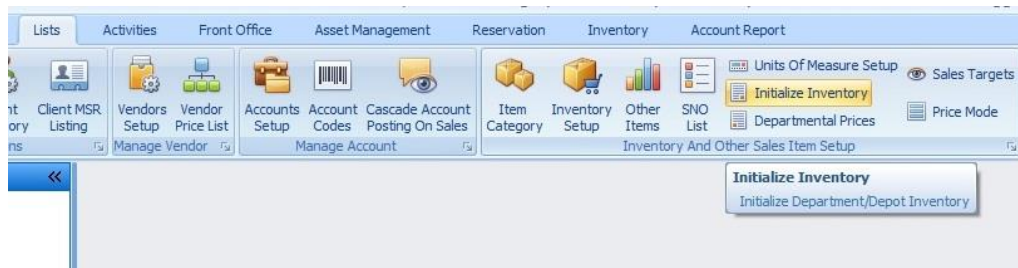 Lists Activities Front Office Asset Management Reservation Inventory Account Report
Client MSR Listing
Vendors Setup
Vendor Price List
Accounts Setup
Account Codes
Cascade Account Posting On Sales
Item Category
Inventory Setup
Other Items
SNO List
Units Of Measure Setup
Initialize Inventory
Departmental Prices
Sales Targets
Price Mode
Manage Vendor
Manage Account
Inventory And Other Sales Item Setup
Initialize Inventory
Initialize Department/Depot Inventory